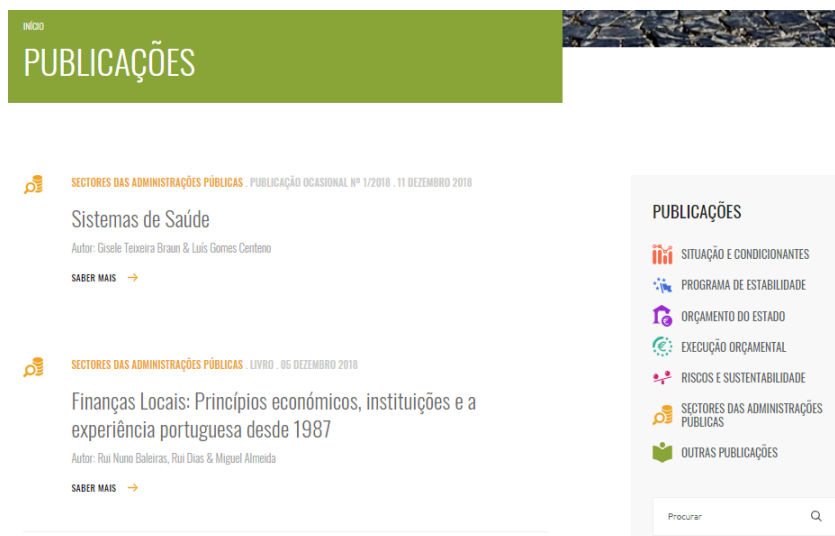 INÍCIO
PUBLICAÇÕES
SECTORES DAS ADMINISTRAÇÕES PÚBLICAS . PUBLICAÇÃO OCASIONAL Nº 1/2018 . 11 DEZEMBRO 2018
Sistemas de Saúde
Autor: Gisele Teixeira Braun & Luís Gomes Centeno
SABER MAIS
SECTORES DAS ADMINISTRAÇÕES PÚBLICAS . LIVRO . 05 DEZEMBRO 2018
Finanças Locais: Princípios económicos, instituições e a
experiência portuguesa desde 1987
Autor: Rui Nuno Baleiras, Rui Dias & Miguel Almeida
SABER MAIS
PUBLICAÇÕES
SITUAÇÃO E CONDICIONANTES
PROGRAMA DE ESTABILIDADE
ORÇAMENTO DO ESTADO
EXECUÇÃO ORÇAMENTAL
RISCOS E SUSTENTABILIDADE
SECTORES DAS ADMINISTRAÇÕES
PÚBLICAS
OUTRAS PUBLICAÇÕES
Procurar